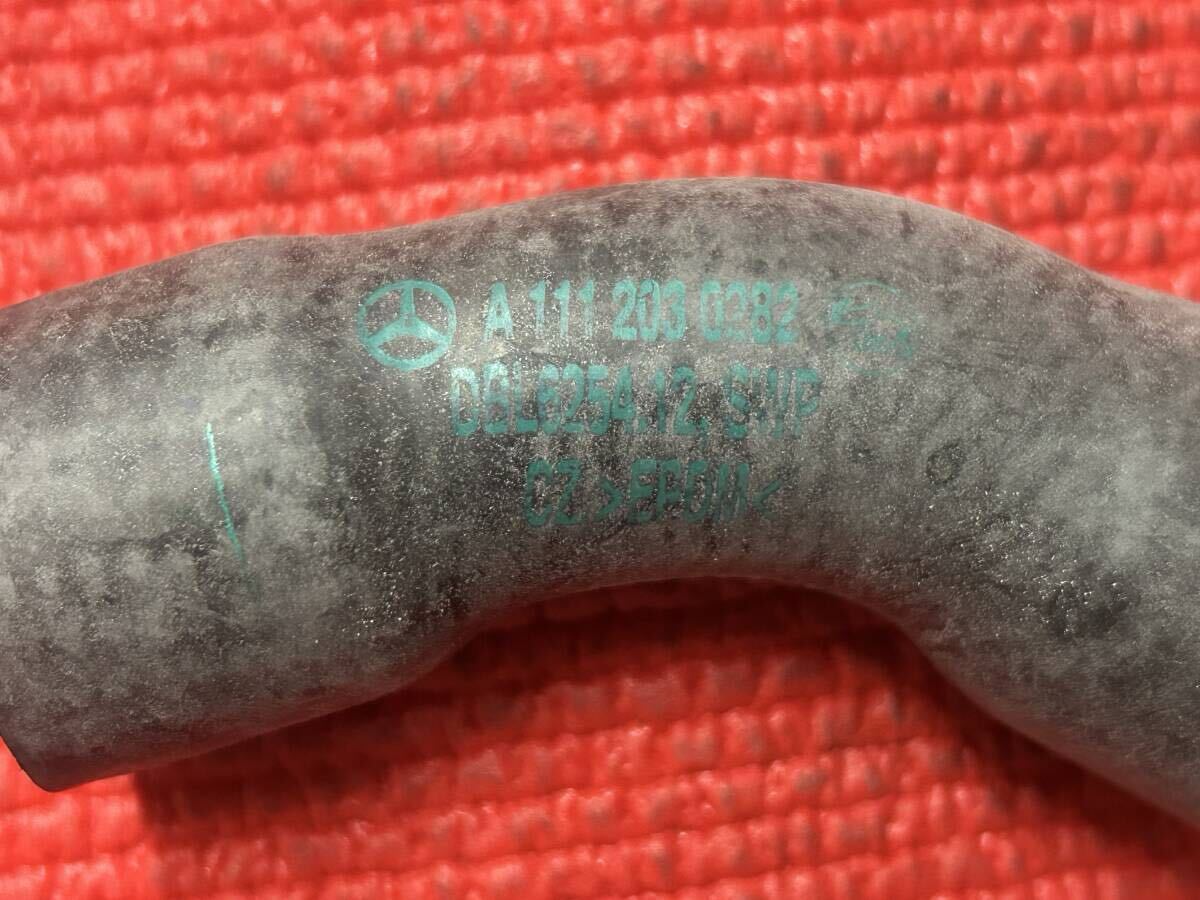 A 111 203 0282
DBL6254.12, SWP
CZ >EPDM<